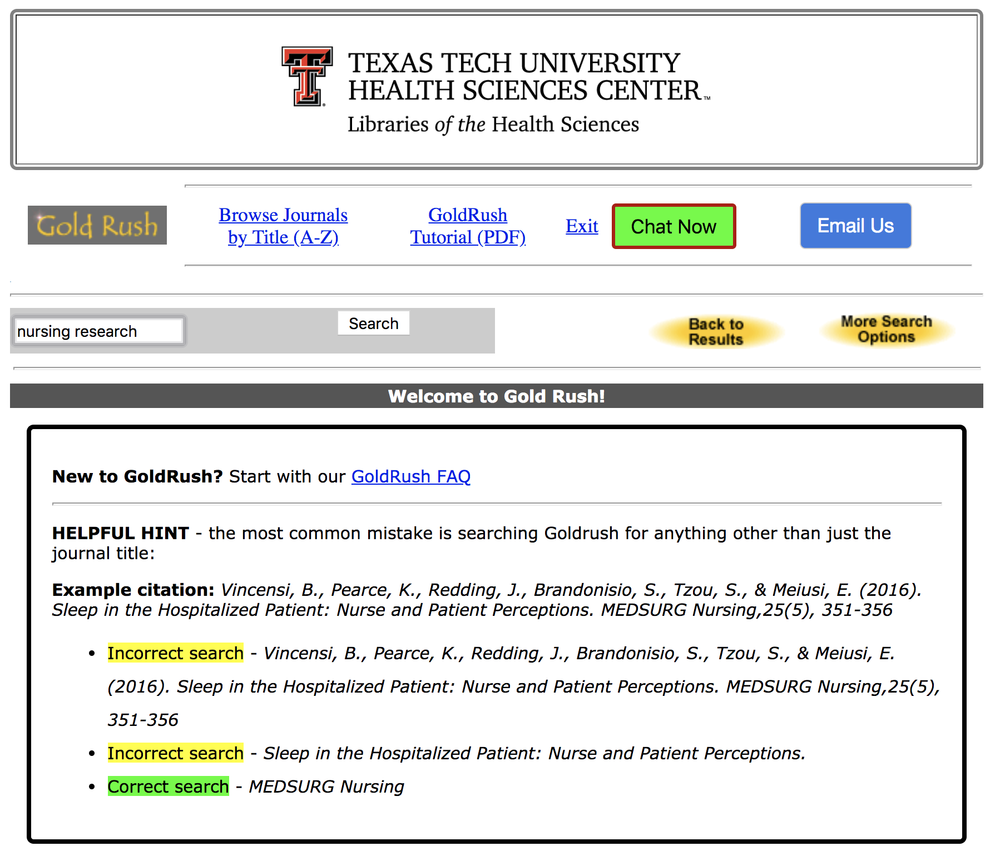 TEXAS TECH UNIVERSITY
HEALTH SCIENCES CENTER™
Libraries of the Health Sciences
Gold Rush
Browse Journals
by Title (A-Z)
GoldRush
Tutorial (PDF)
Exit
Chat Now
Email Us
nursing research
Search
Back to
Results
More Search
Options
Welcome to Gold Rush!
New to GoldRush? Start with our GoldRush FAQ
HELPFUL HINT - the most common mistake is searching Goldrush for anything other than just the
journal title:
Example citation: Vincensi, B., Pearce, K., Redding, J., Brandonisio, S., Tzou, S., & Meiusi, E. (2016).
Sleep in the Hospitalized Patient: Nurse and Patient Perceptions. MEDSURG Nursing,25(5), 351-356
• Incorrect search - Vincensi, B., Pearce, K., Redding, J., Brandonisio, S., Tzou, S., & Meiusi, E.
(2016). Sleep in the Hospitalized Patient: Nurse and Patient Perceptions. MEDSURG Nursing,25(5),
351-356
• Incorrect search - Sleep in the Hospitalized Patient: Nurse and Patient Perceptions.
• Correct search - MEDSURG Nursing